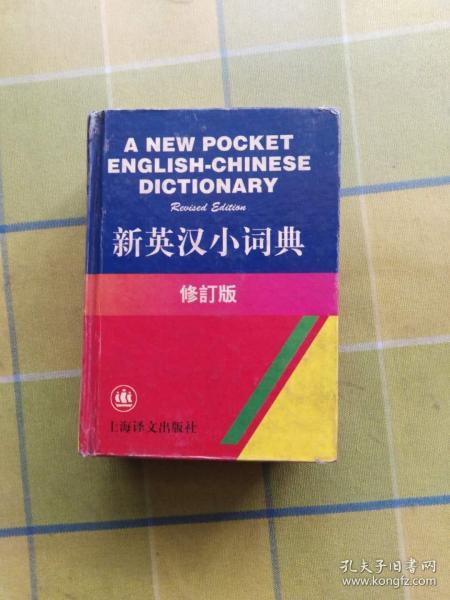 A NEW POCKET
ENGLISH-CHINESE
DICTIONARY
Revised Edition
新英汉小词典
修訂版
上海译文出版社
孔夫子旧书网
www.kongfz.com